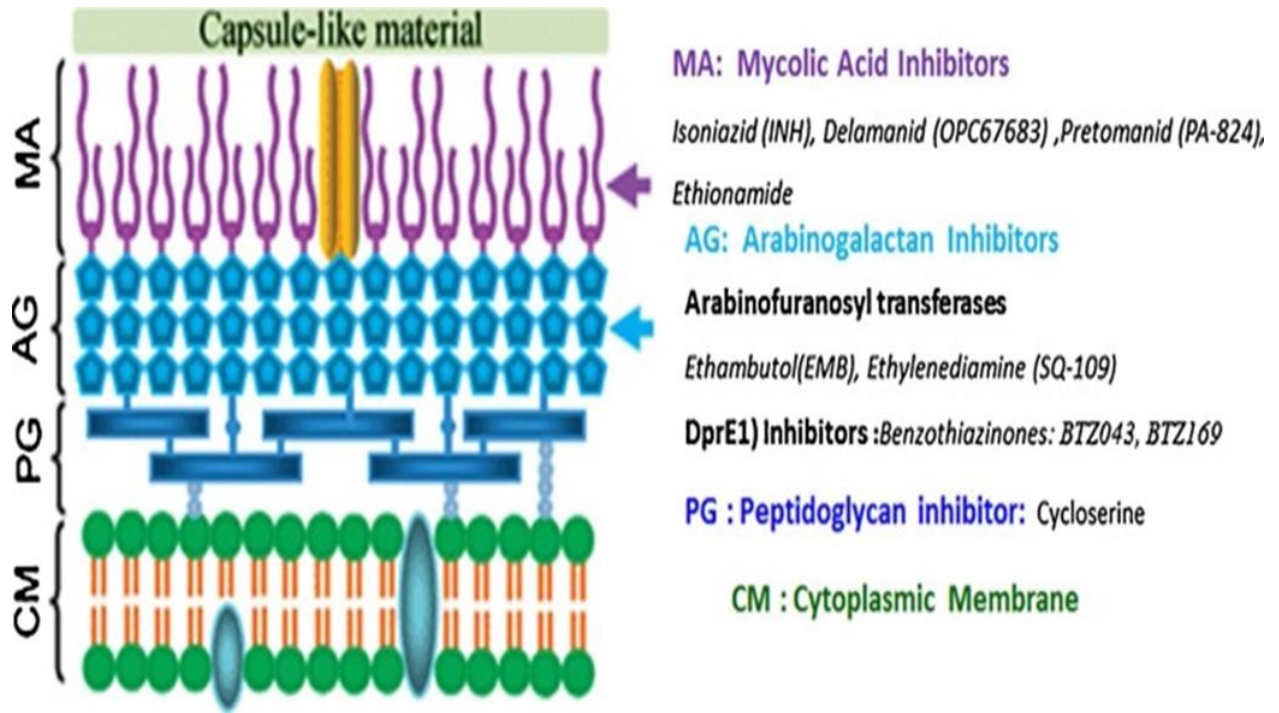 Capsule-like material
MA
AG
PG
CM
MA: Mycolic Acid Inhibitors
Isoniazid (INH), Delamanid (OPC67683) ,Pretomanid (PA-824),
Ethionamide
AG: Arabinogalactan Inhibitors
Arabinofuranosyl transferases
Ethambutol(EMB), Ethylenediamine (SQ-109)
DprE1) Inhibitors :Benzothiazinones: BTZ043, BTZ169
PG : Peptidoglycan inhibitor: Cycloserine
CM : Cytoplasmic Membrane